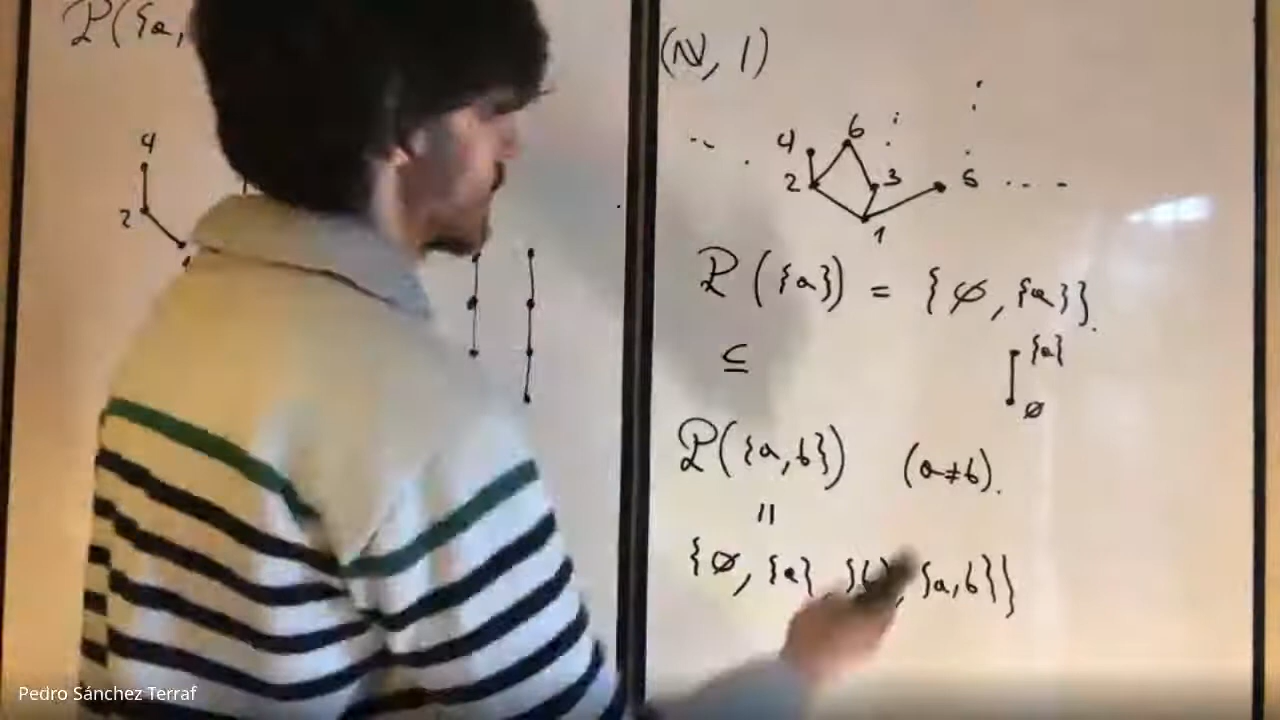 P({a,
4
2
(ℕ, |)
4 6
2 3 5
1
P({a}) = {∅, {a}}.
⊆
{a}
∅
P({a,b}) (a≠b).
=
{∅, {a}, {b}, {a,b}}
Pedro Sánchez Terraf